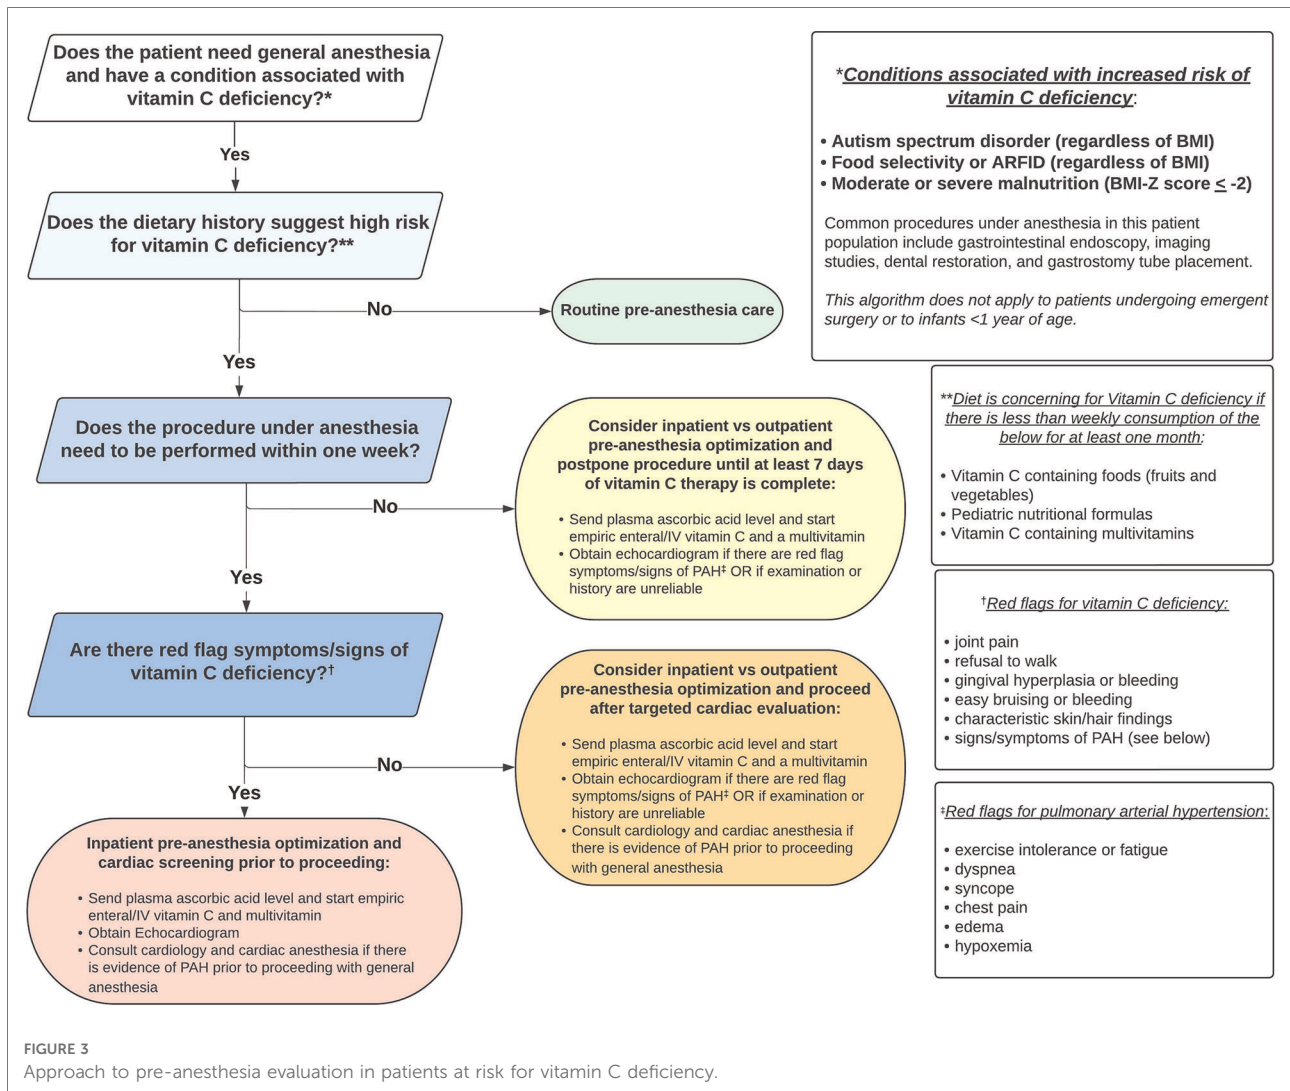 Does the patient need general anesthesia
and have a condition associated with
vitamin C deficiency?*
Yes
Does the dietary history suggest high risk
for vitamin C deficiency?**
No
Routine pre-anesthesia care
Yes
Does the procedure under anesthesia
need to be performed within one week?
No
Consider inpatient vs outpatient
pre-anesthesia optimization and
postpone procedure until at least 7 days
of vitamin C therapy is complete:
• Send plasma ascorbic acid level and start
empiric enteral/IV vitamin C and a multivitamin
• Obtain echocardiogram if there are red flag
symptoms/signs of PAH‡ OR if examination or
history are unreliable
Yes
Are there red flag symptoms/signs of
vitamin C deficiency?†
No
Consider inpatient vs outpatient
pre-anesthesia optimization and proceed
after targeted cardiac evaluation:
• Send plasma ascorbic acid level and start
empiric enteral/IV vitamin C and a multivitamin
• Obtain echocardiogram if there are red flag
symptoms/signs of PAH‡ OR if examination or
history are unreliable
• Consult cardiology and cardiac anesthesia if
there is evidence of PAH prior to proceeding
with general anesthesia
Yes
Inpatient pre-anesthesia optimization and
cardiac screening prior to proceeding:
• Send plasma ascorbic acid level and start empiric
enteral/IV vitamin C and multivitamin
• Obtain Echocardiogram
• Consult cardiology and cardiac anesthesia if there
is evidence of PAH prior to proceeding with general
anesthesia
*Conditions associated with increased risk of
vitamin C deficiency:
• Autism spectrum disorder (regardless of BMI)
• Food selectivity or ARFID (regardless of BMI)
• Moderate or severe malnutrition (BMI-Z score ≤ -2)
Common procedures under anesthesia in this patient
population include gastrointestinal endoscopy, imaging
studies, dental restoration, and gastrostomy tube placement.
This algorithm does not apply to patients undergoing emergent
surgery or to infants <1 year of age.
**Diet is concerning for Vitamin C deficiency if
there is less than weekly consumption of the
below for at least one month:
• Vitamin C containing foods (fruits and
vegetables)
• Pediatric nutritional formulas
• Vitamin C containing multivitamins
†Red flags for vitamin C deficiency:
• joint pain
• refusal to walk
• gingival hyperplasia or bleeding
• easy bruising or bleeding
• characteristic skin/hair findings
• signs/symptoms of PAH (see below)
‡Red flags for pulmonary arterial hypertension:
• exercise intolerance or fatigue
• dyspnea
• syncope
• chest pain
• edema
• hypoxemia
FIGURE 3
Approach to pre-anesthesia evaluation in patients at risk for vitamin C deficiency.